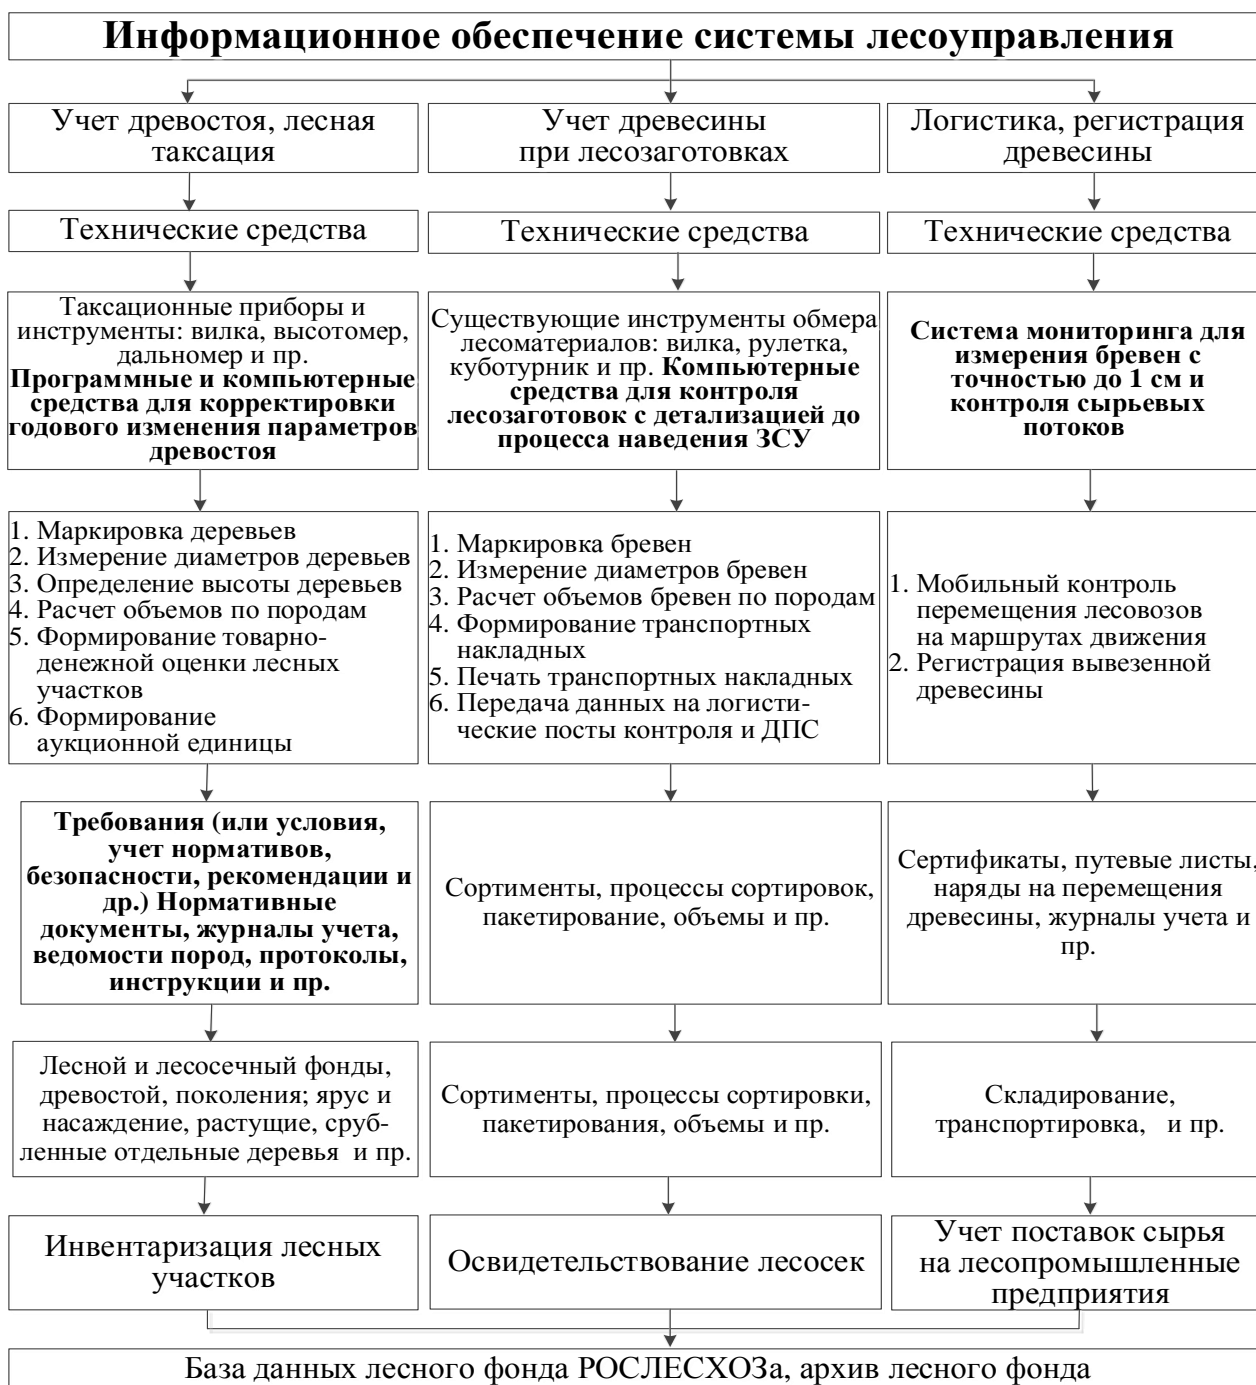 Информационное обеспечение системы лесоуправления
Учет древостоя, лесная
таксация
Учет древесины
при лесозаготовках
Логистика, регистрация
древесины
Технические средства
Технические средства
Технические средства
Таксационные приборы и
инструменты: вилка, высотомер,
дальномер и пр.
Программные и компьютерные
средства для корректировки
годового изменения параметров
древостоя
Существующие инструменты обмера
лесоматериалов: вилка, рулетка,
куботурник и пр. Компьютерные
средства для контроля
лесозаготовок с детализацией до
процесса наведения ЗСУ
Система мониторинга для
измерения бревен с
точностью до 1 см и
контроля сырьевых
потоков
1. Маркировка деревьев
2. Измерение диаметров деревьев
3. Определение высоты деревьев
4. Расчет объемов по породам
5. Формирование товарно-
денежной оценки лесных
участков
6. Формирование
аукционной единицы
1. Маркировка бревен
2. Измерение диаметров бревен
3. Расчет объемов бревен по породам
4. Формирование транспортных
накладных
5. Печать транспортных накладных
6. Передача данных на логисти-
ческие посты контроля и ДПС
1. Мобильный контроль
перемещения лесовозов
на маршрутах движения
2. Регистрация вывезенной
древесины
Требования (или условия,
учет нормативов,
безопасности, рекомендации и
др.) Нормативные
документы, журналы учета,
ведомости пород, протоколы,
инструкции и пр.
Сортименты, процессы сортировок,
пакетирование, объемы и пр.
Сертификаты, путевые листы,
наряды на перемещения
древесины, журналы учета и
пр.
Лесной и лесосечный фонды,
древостой, поколения; ярус и
насаждение, растущие, сруб-
ленные отдельные деревья и пр.
Сортименты, процессы сортировки,
пакетирования, объемы и пр.
Складирование,
транспортировка, и пр.
Инвентаризация лесных
участков
Освидетельствование лесосек
Учет поставок сырья
на лесопромышленные
предприятия
База данных лесного фонда РОСЛЕСХОЗа, архив лесного фонда